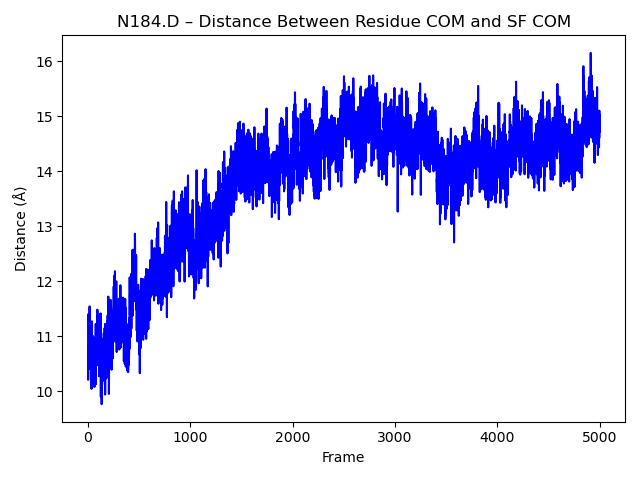 N184.D – Distance Between Residue COM and SF COM
16
15
14
13
12
11
10
Distance (Å)
0 1000 2000 3000 4000 5000
Frame